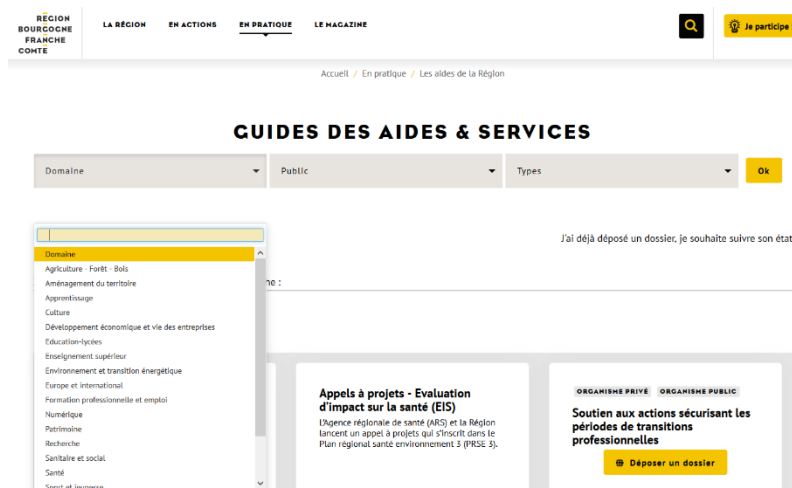 RÉGION
BOURGOGNE
FRANCHE
COMTÉ
LA RÉGION
EN ACTIONS
EN PRATIQUE
LE MAGAZINE
Je participe
Accueil / En pratique / Les aides de la Région
GUIDES DES AIDES & SERVICES
Domaine
Public
Types
Ok
J'ai déjà déposé un dossier, je souhaite suivre son état
Domaine
Agriculture - Forêt - Bois
Aménagement du territoire
Apprentissage
Culture
Développement économique et vie des entreprises
Education-lycées
Enseignement supérieur
Environnement et transition énergétique
Europe et international
Formation professionnelle et emploi
Numérique
Patrimoine
Recherche
Sanitaire et social
Santé
Sport et jeunesse
he :
Appels à projets - Evaluation
d'impact sur la santé (EIS)
L'Agence régionale de santé (ARS) et la Région
lancent un appel à projets qui s'inscrit dans le
Plan régional santé environnement 3 (PRSE 3).
ORGANISME PRIVÉ ORGANISME PUBLIC
Soutien aux actions sécurisant les
périodes de transitions
professionnelles
Déposer un dossier